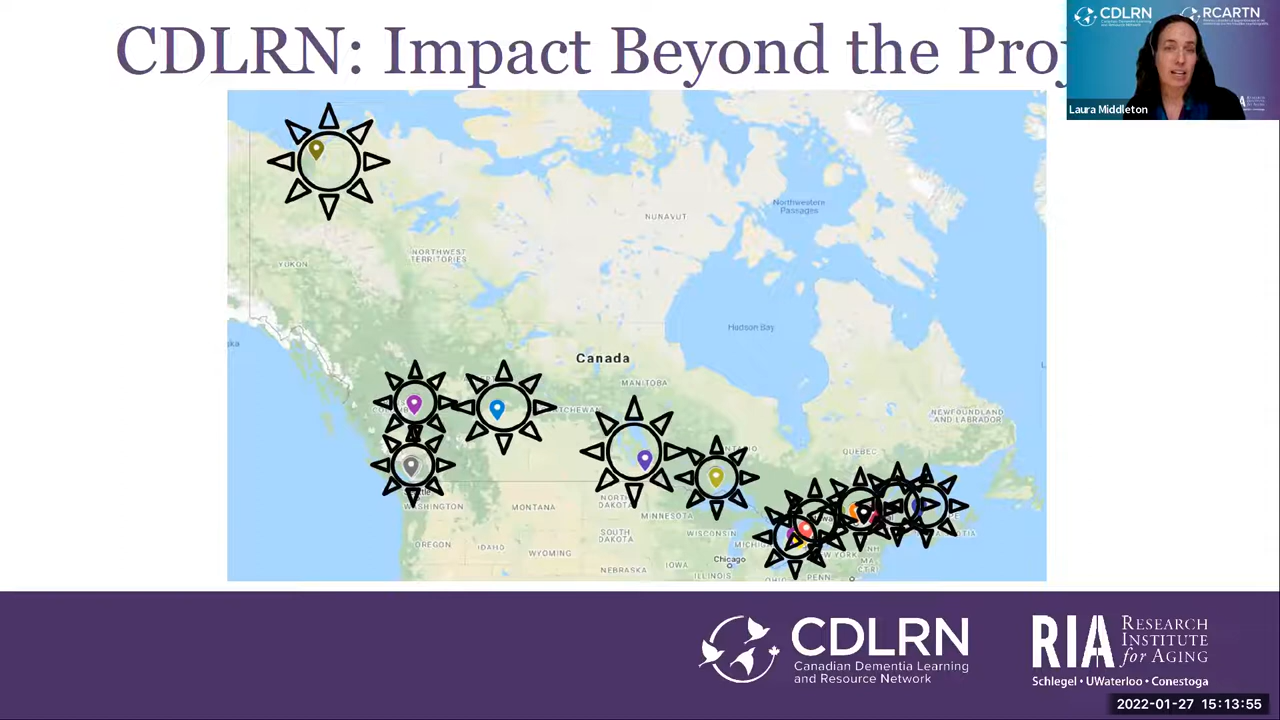 CDLRN: Impact Beyond the Proj
CDLRN
RCARTN
Laura Middleton
Northwestern
Passages
NUNAVUT
NORTHWEST
TERRITORIES
YUKON
Hudson Bay
Canada
MANITOBA
NEWFOUNDLAND
AND LABRADOR
QUEBEC
WASHINGTON
MONTANA
NORTH
DAKOTA
MINNESOTA
SOUTH
DAKOTA
WISCONSIN
OREGON
IDAHO
WYOMING
IOWA
Chicago
NEBRASKA
ILLINOIS
PENN
CDLRN
Canadian Dementia Learning
and Resource Network
RIA
RESEARCH
INSTITUTE
for AGING
Schlegel • UWaterloo • Conestoga
2022-01-27 15:13:55